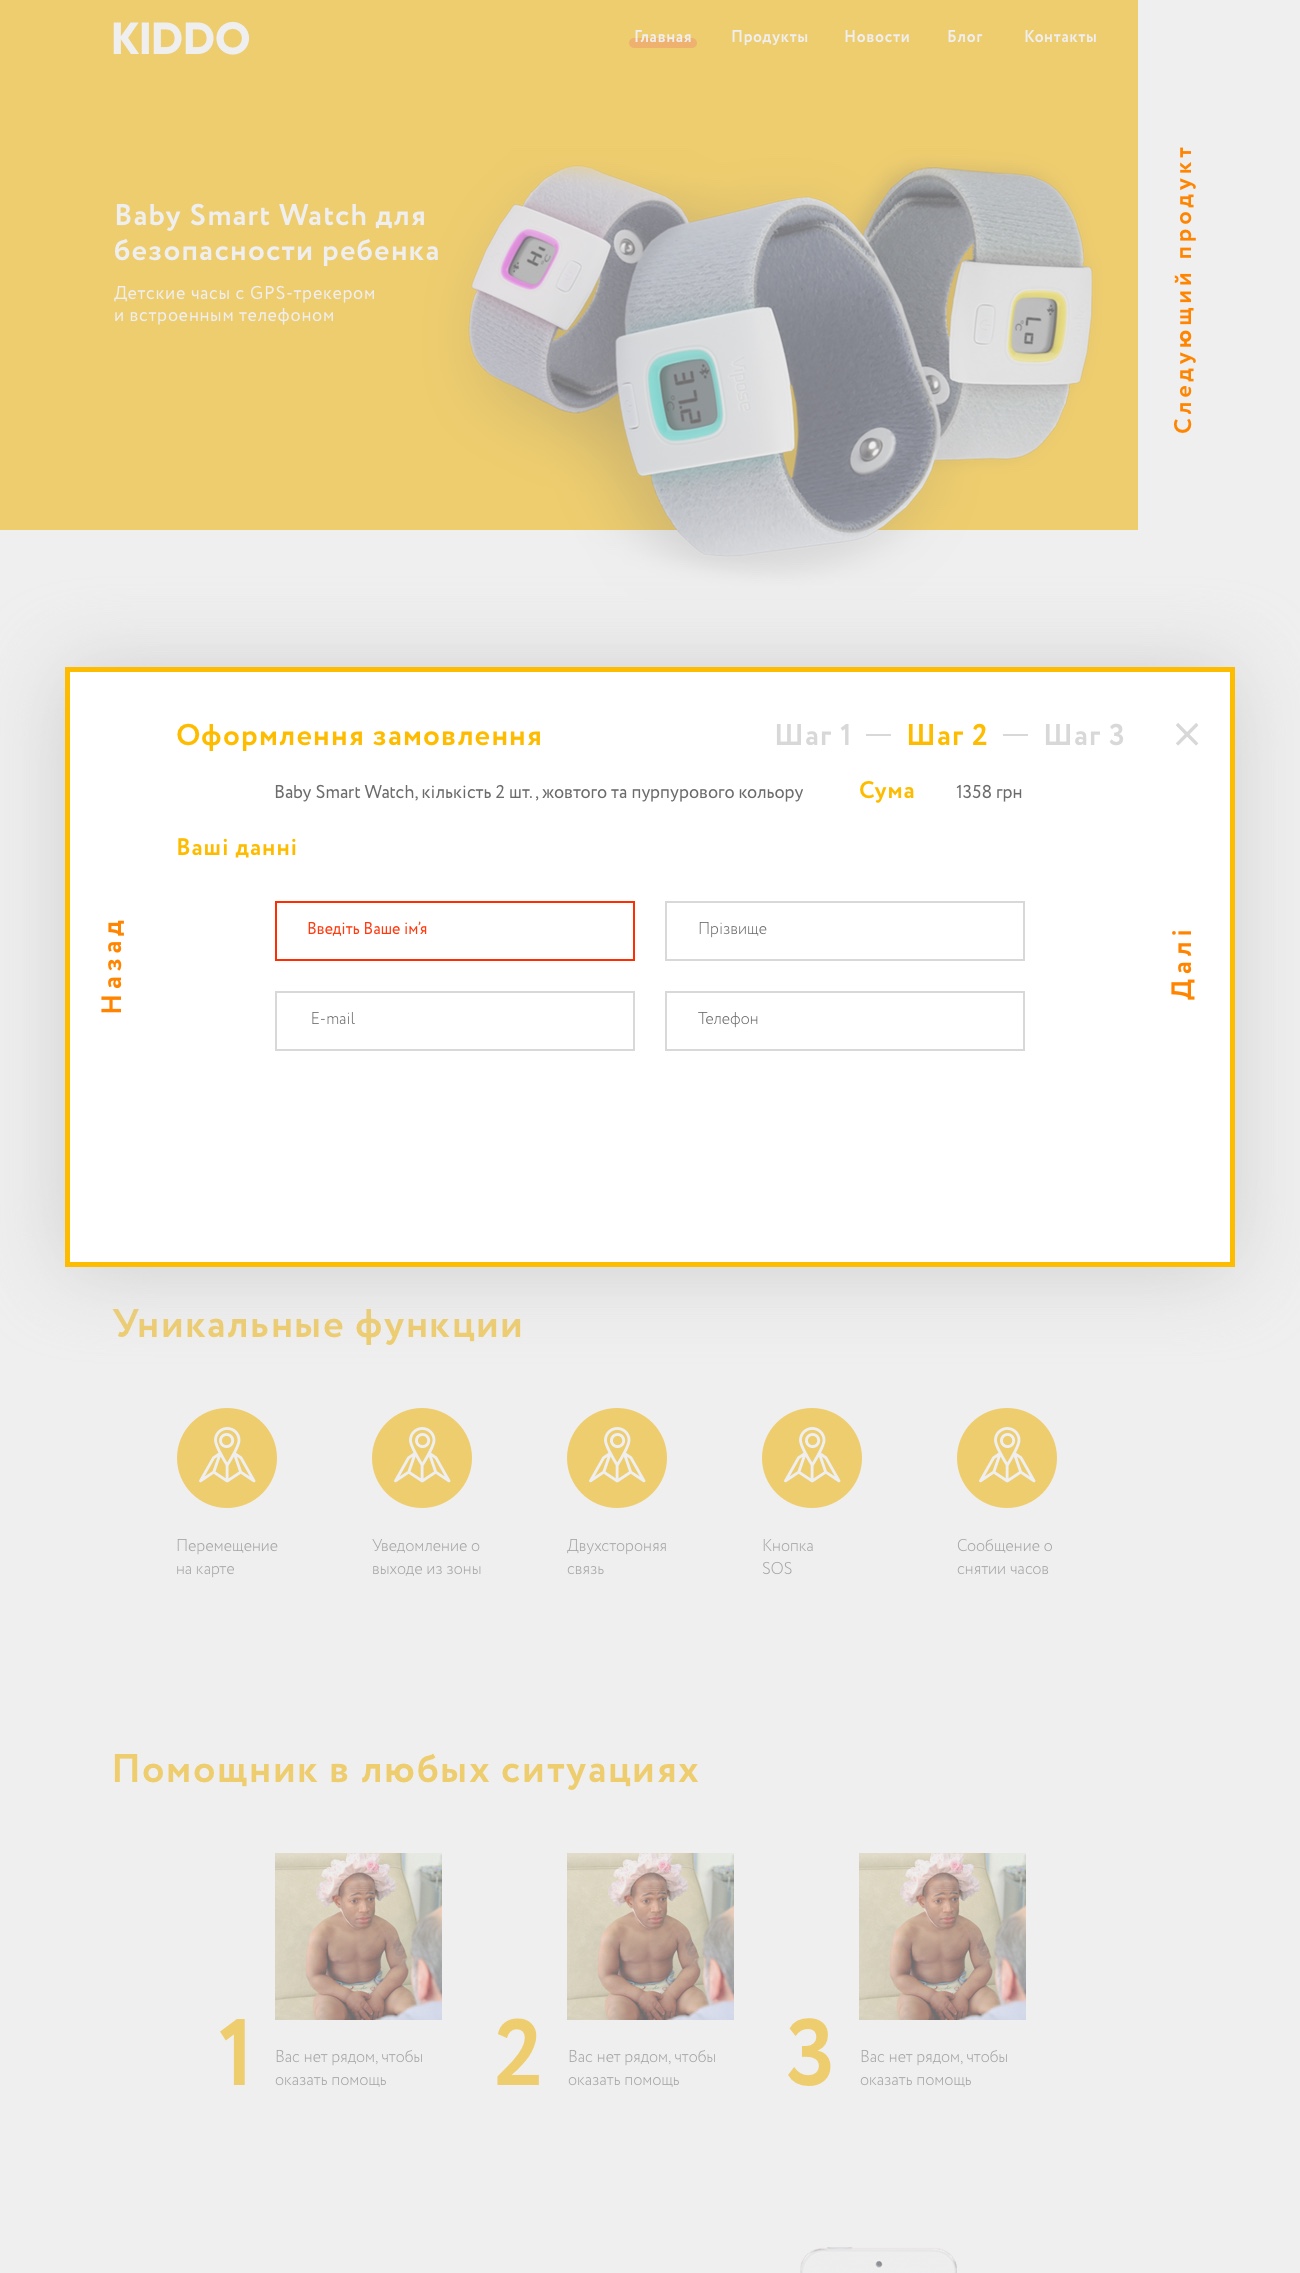 KIDDO
Главная Продукты Новости Блог Контакты
Baby Smart Watch для
безопасности ребенка
Детские часы с GPS-трекером
и встроенным телефоном
Следующий продукт
Оформлення замовлення
Шаг 1 — Шаг 2 — Шаг 3
Baby Smart Watch, кількість 2 шт. , жовтого та пурпурового кольору
Сума 1358 грн
Ваші данні
Назад
Введіть Ваше ім'я
Прізвище
E-mail
Телефон
Далі
Уникальные функции
Перемещение
на карте
Уведомление о
выходе из зоны
Двухстороняя
связь
Кнопка
SOS
Сообщение о
снятии часов
Помощник в любых ситуациях
1
Вас нет рядом, чтобы
оказать помощь
2
Вас нет рядом, чтобы
оказать помощь
3
Вас нет рядом, чтобы
оказать помощь